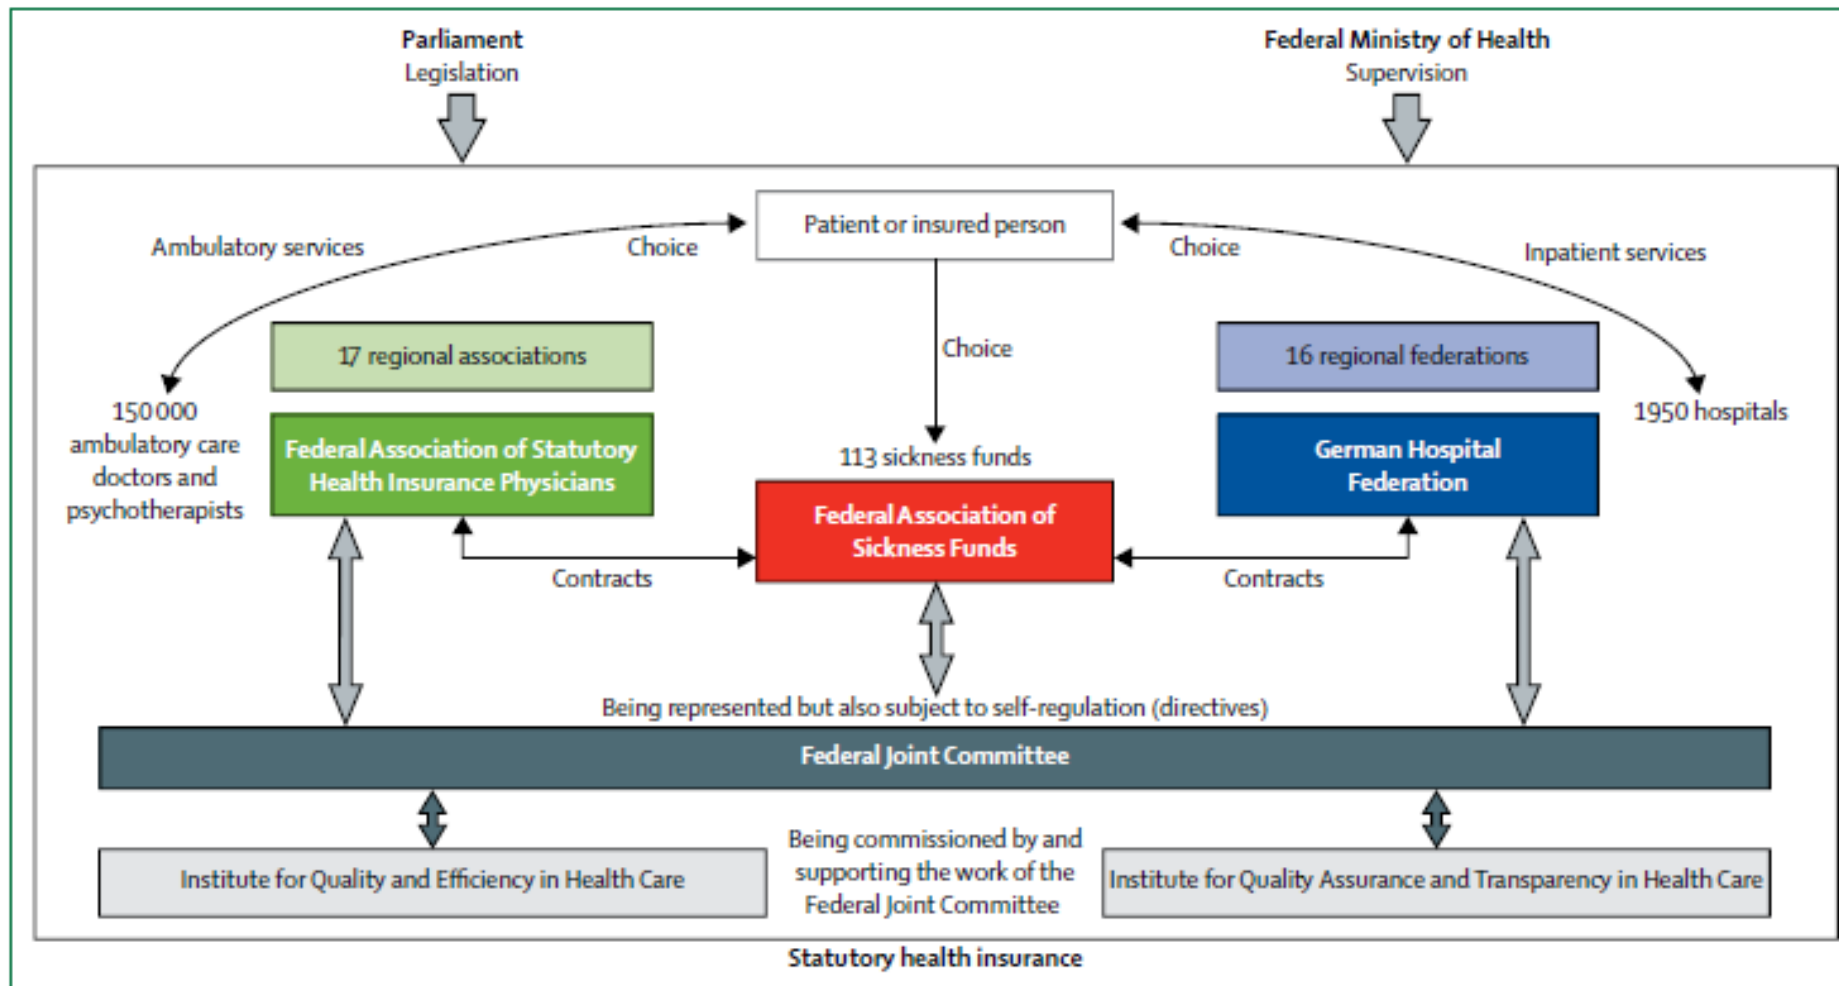 Parliament
Legislation
Federal Ministry of Health
Supervision
Patient or insured person
Ambulatory services
Choice
Choice
Inpatient services
17 regional associations
Choice
16 regional federations
150 000
ambulatory care
doctors and
psychotherapists
1950 hospitals
Federal Association of Statutory
Health Insurance Physicians
113 sickness funds
German Hospital
Federation
Federal Association of
Sickness Funds
Contracts
Contracts
Being represented but also subject to self-regulation (directives)
Federal Joint Committee
Being commissioned by and
supporting the work of the
Federal Joint Committee
Institute for Quality and Efficiency in Health Care
Institute for Quality Assurance and Transparency in Health Care
Statutory health insurance